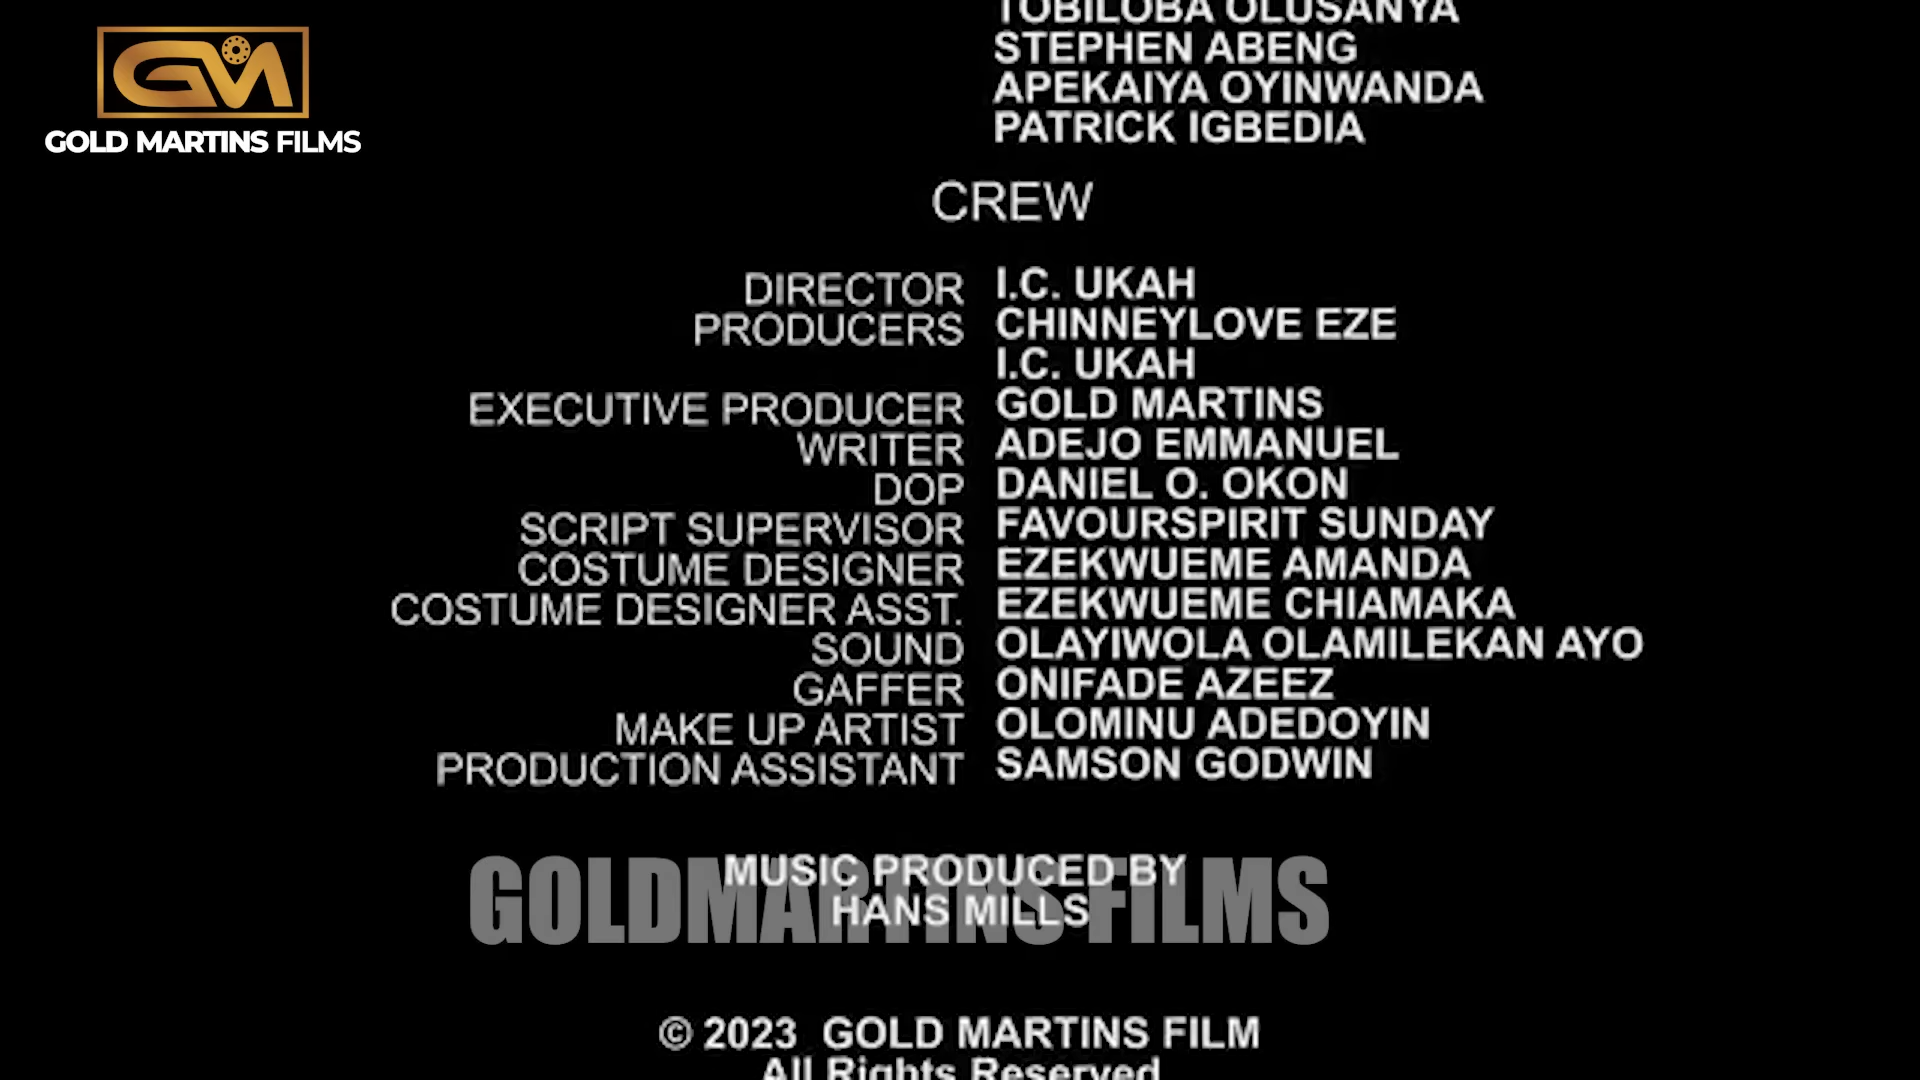 GM
GOLD MARTINS FILMS
TOBILOBA OLUSANYA
STEPHEN ABENG
APEKAIYA OYINWANDA
PATRICK IGBEDIA
CREW
DIRECTOR I.C. UKAH
PRODUCERS CHINNEYLOVE EZE
I.C. UKAH
EXECUTIVE PRODUCER GOLD MARTINS
WRITER ADEJO EMMANUEL
DOP DANIEL O. OKON
SCRIPT SUPERVISOR FAVOURSPIRIT SUNDAY
COSTUME DESIGNER EZEKWUEME AMANDA
COSTUME DESIGNER ASST. EZEKWUEME CHIAMAKA
SOUND OLAYIWOLA OLAMILEKAN AYO
GAFFER ONIFADE AZEEZ
MAKE UP ARTIST OLOMINU ADEDOYIN
PRODUCTION ASSISTANT SAMSON GODWIN
MUSIC PRODUCED BY
HANS MILLS
GOLDMARTINS FILMS
© 2023 GOLD MARTINS FILM
All Rights Reserved